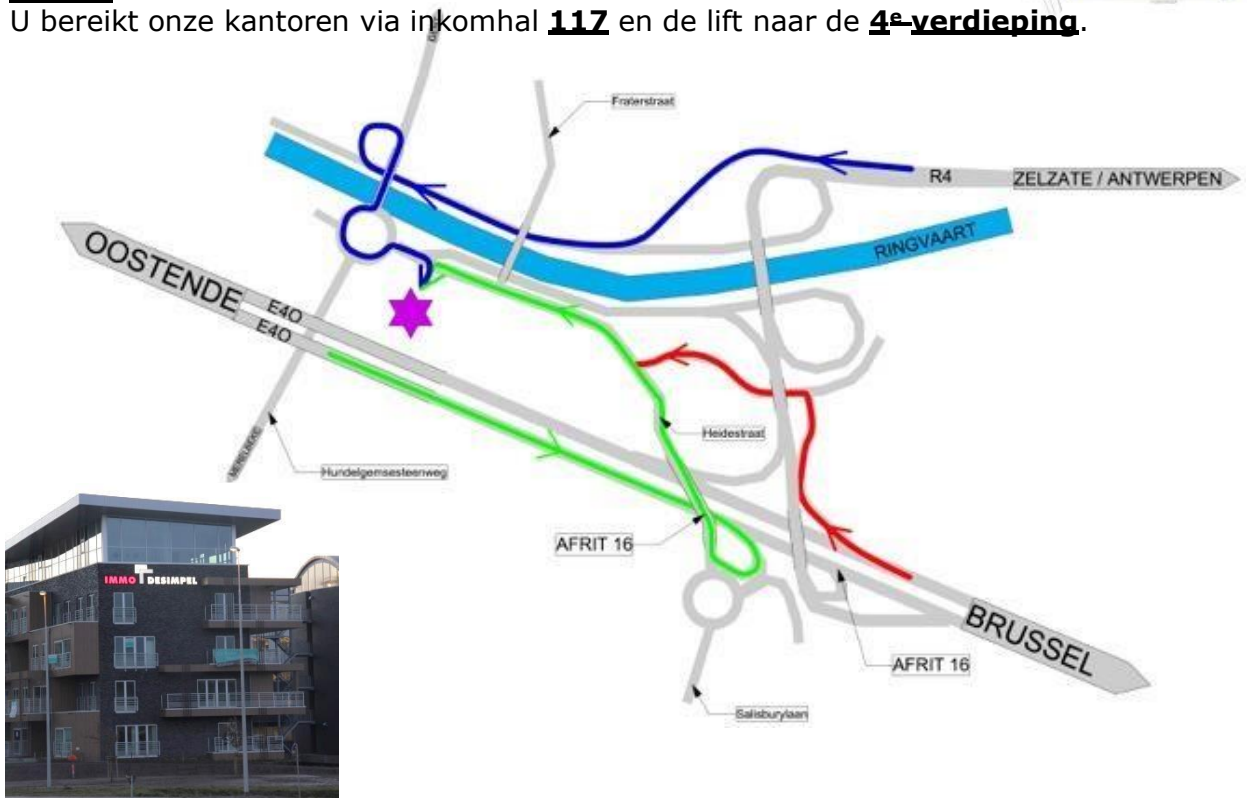 U bereikt onze kantoren via inkomhal 117 en de lift naar de 4e verdieping.
Fraterstraat
R4
ZELZATE / ANTWERPEN
RINGVAART
OOSTENDE
E40
E40
Heidestraat
MERELBEKE
Hundelgemsesteenweg
AFRIT 16
IMMO DESIMPEL
BRUSSEL
AFRIT 16
Salisburylaan